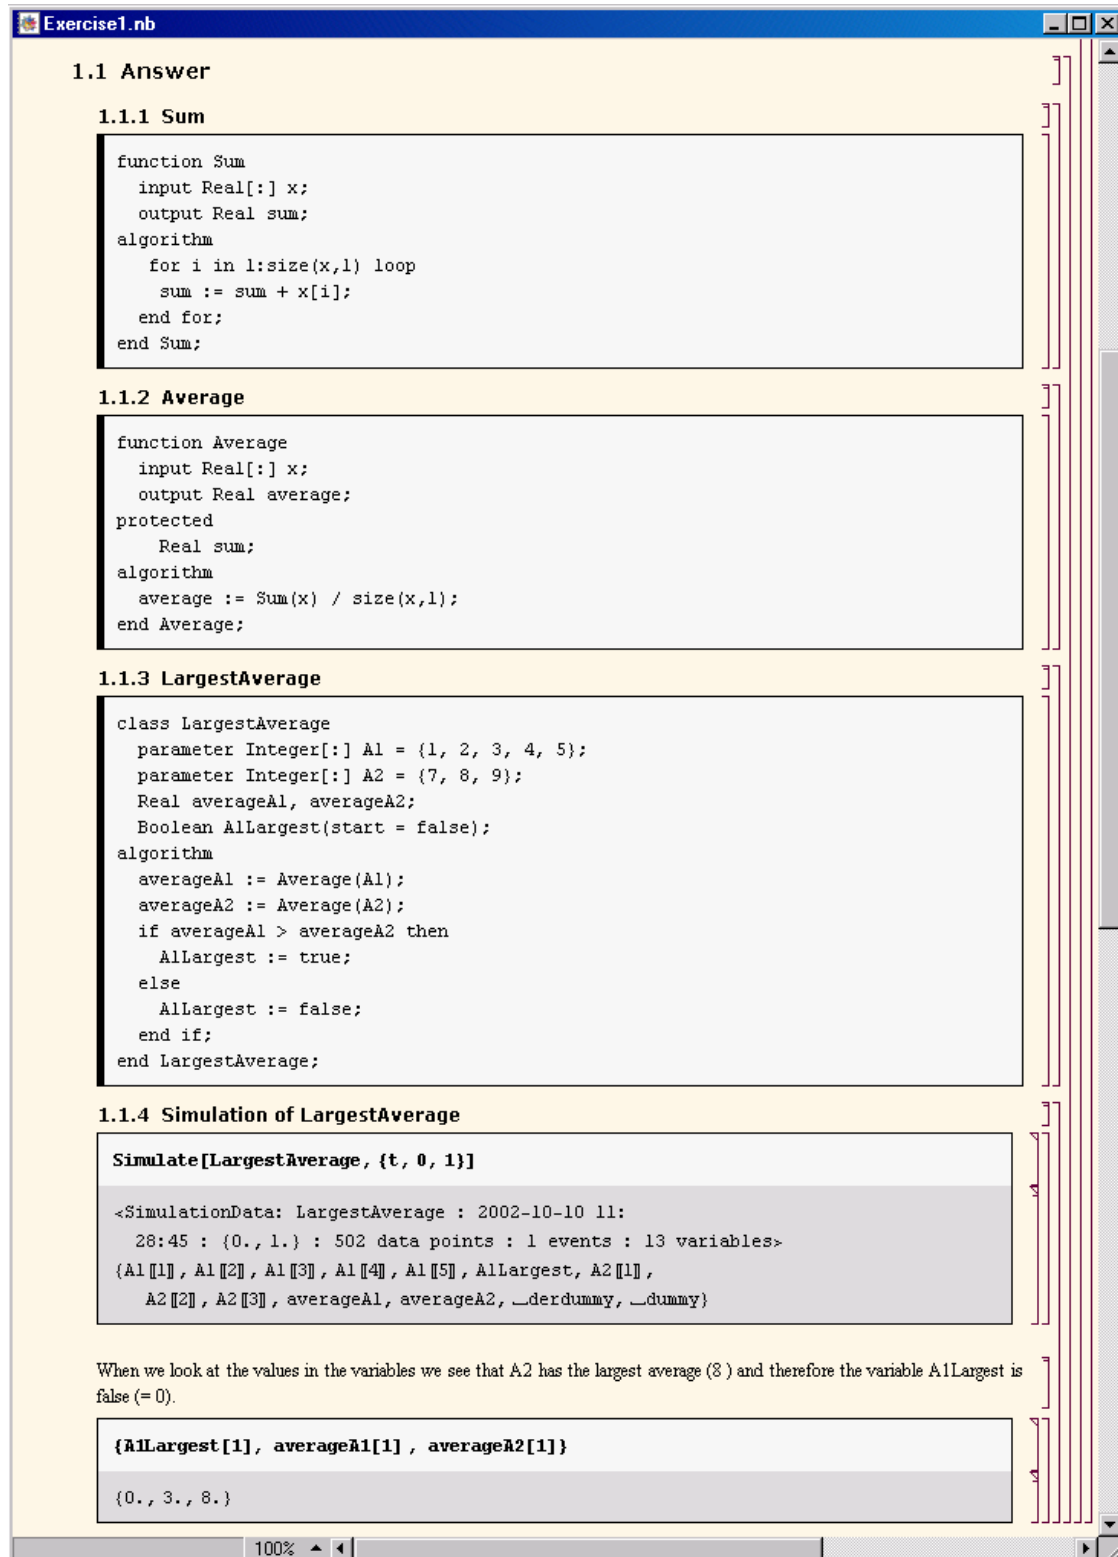 Exercise1.nb
1.1 Answer
1.1.1 Sum
function Sum
input Real[:] x;
output Real sum;
algorithm
for i in 1:size(x,1) loop
sum := sum + x[i];
end for;
end Sum;
1.1.2 Average
function Average
input Real[:] x;
output Real average;
protected
Real sum;
algorithm
average := Sum(x) / size(x,1);
end Average;
1.1.3 LargestAverage
class LargestAverage
parameter Integer[:] A1 = {1, 2, 3, 4, 5};
parameter Integer[:] A2 = {7, 8, 9};
Real averageA1, averageA2;
Boolean A1Largest(start = false);
algorithm
averageA1 := Average(A1);
averageA2 := Average(A2);
if averageA1 > averageA2 then
A1Largest := true;
else
A1Largest := false;
end if;
end LargestAverage;
1.1.4 Simulation of LargestAverage
Simulate[LargestAverage, {t, 0, 1}]
<SimulationData: LargestAverage : 2002-10-10 11:
28:45 : {0., 1.} : 502 data points : 1 events : 13 variables>
{A1⟦1⟧, A1⟦2⟧, A1⟦3⟧, A1⟦4⟧, A1⟦5⟧, A1Largest, A2⟦1⟧,
A2⟦2⟧, A2⟦3⟧, averageA1, averageA2, ⎵derdummy, ⎵dummy}
When we look at the values in the variables we see that A2 has the largest average (8 ) and therefore the variable A1Largest is
false (= 0).
{A1Largest[1], averageA1[1] , averageA2[1]}
{0., 3., 8.}
100%